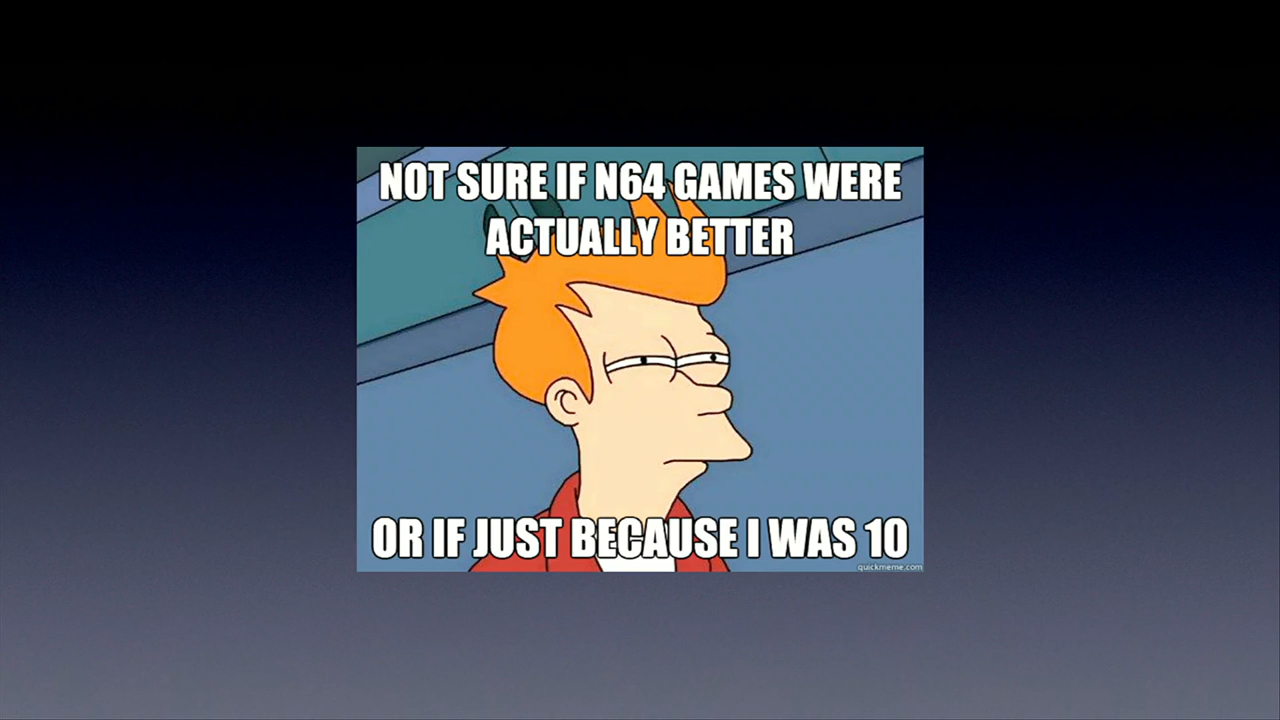 NOT SURE IF N64 GAMES WERE
ACTUALLY BETTER
OR IF JUST BECAUSE I WAS 10
quickmeme.com